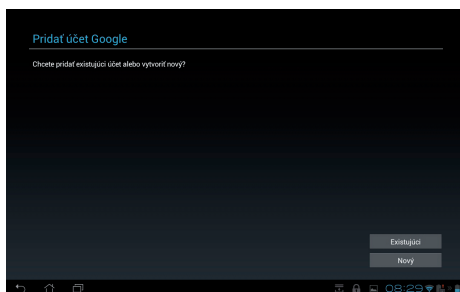 Pridať účet Google
Chcete pridať existujúci účet alebo vytvoriť nový?
Existujúci
Nový
08:29